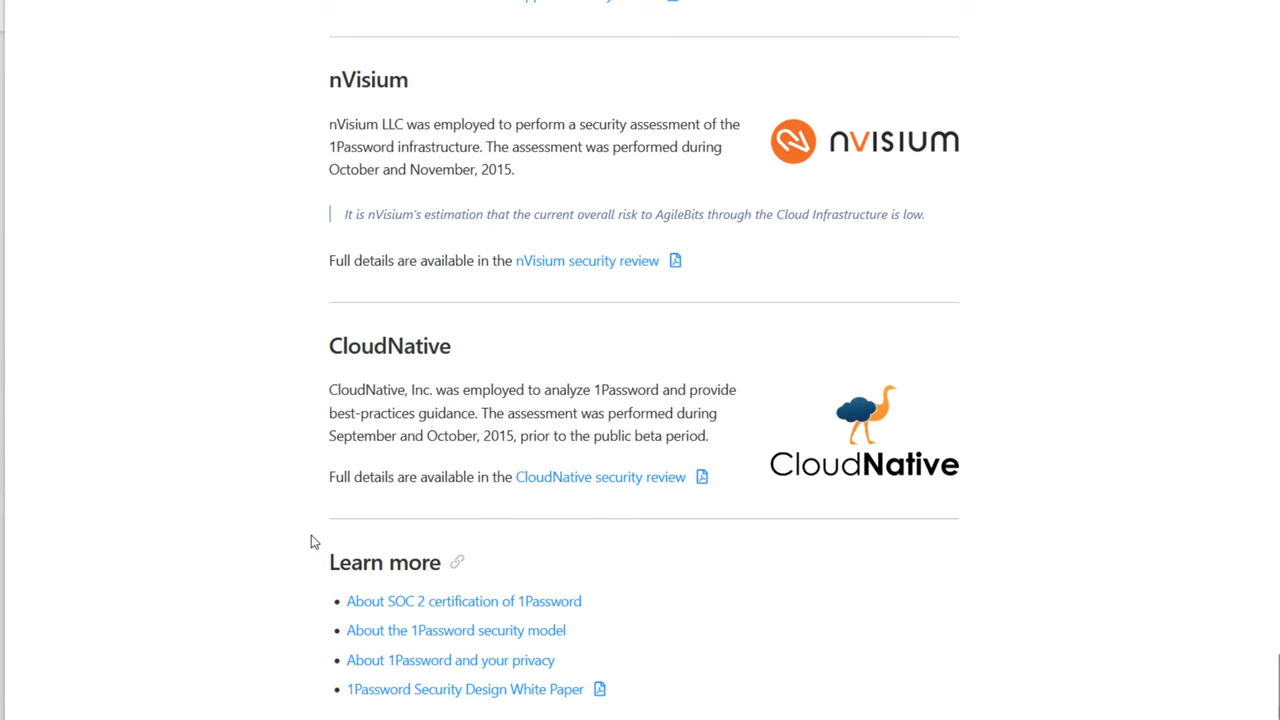 nVisium
nVisium LLC was employed to perform a security assessment of the
1Password infrastructure. The assessment was performed during
October and November, 2015.
nVISIUM
It is nVisium's estimation that the current overall risk to AgileBits through the Cloud Infrastructure is low.
Full details are available in the nVisium security review
CloudNative
CloudNative, Inc. was employed to analyze 1Password and provide
best-practices guidance. The assessment was performed during
September and October, 2015, prior to the public beta period.
CloudNative
Full details are available in the CloudNative security review
Learn more
• About SOC 2 certification of 1Password
• About the 1Password security model
• About 1Password and your privacy
• 1Password Security Design White Paper